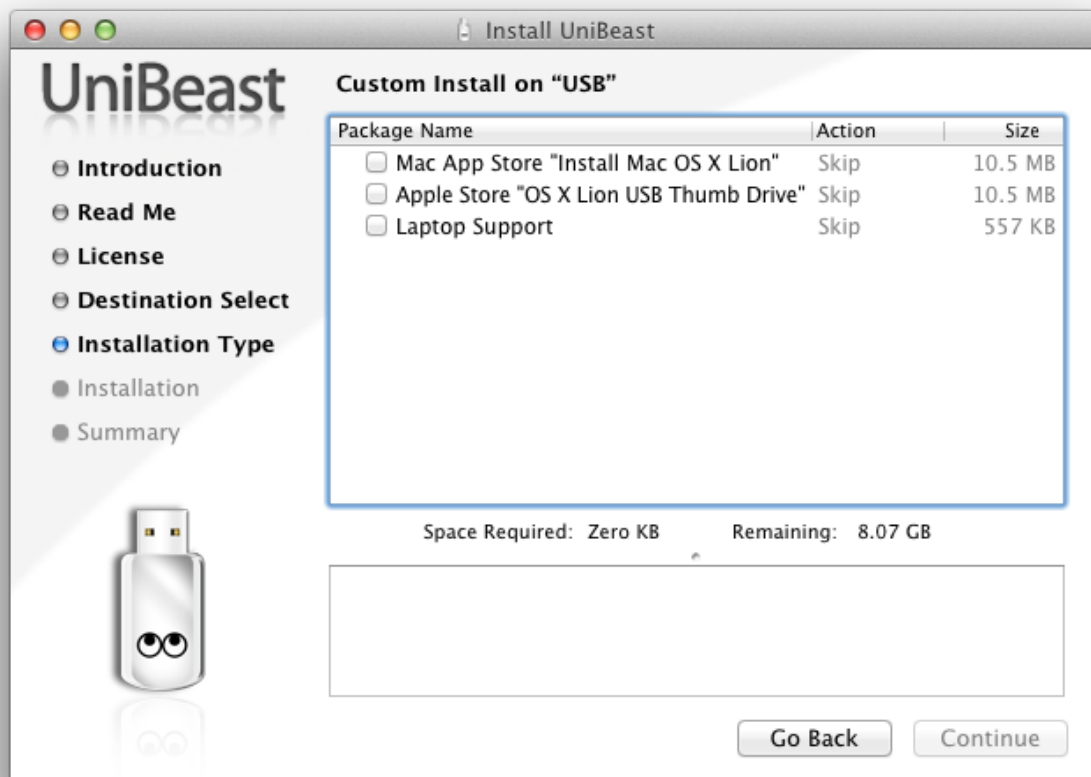 Install UniBeast
UniBeast
Introduction
Read Me
License
Destination Select
Installation Type
Installation
Summary
Custom Install on “USB”
Package Name Action Size
Mac App Store "Install Mac OS X Lion" Skip 10.5 MB
Apple Store "OS X Lion USB Thumb Drive" Skip 10.5 MB
Laptop Support Skip 557 KB
Space Required: Zero KB Remaining: 8.07 GB
Go Back Continue